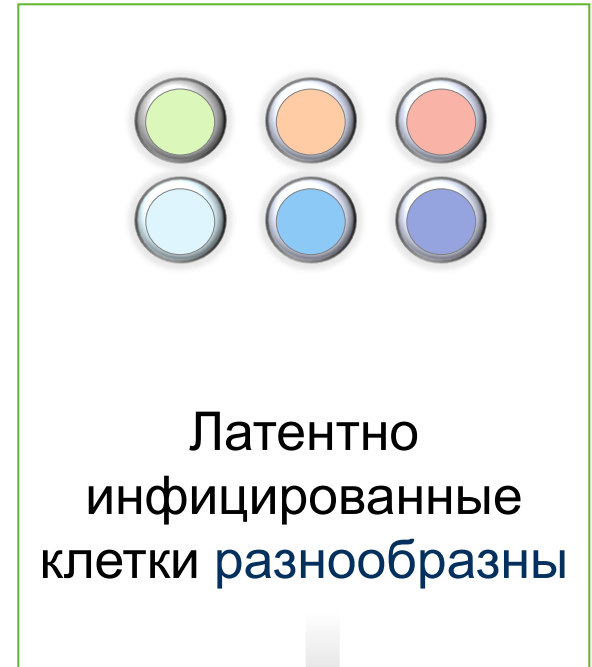 Латентно
инфицированные
клетки разнообразны